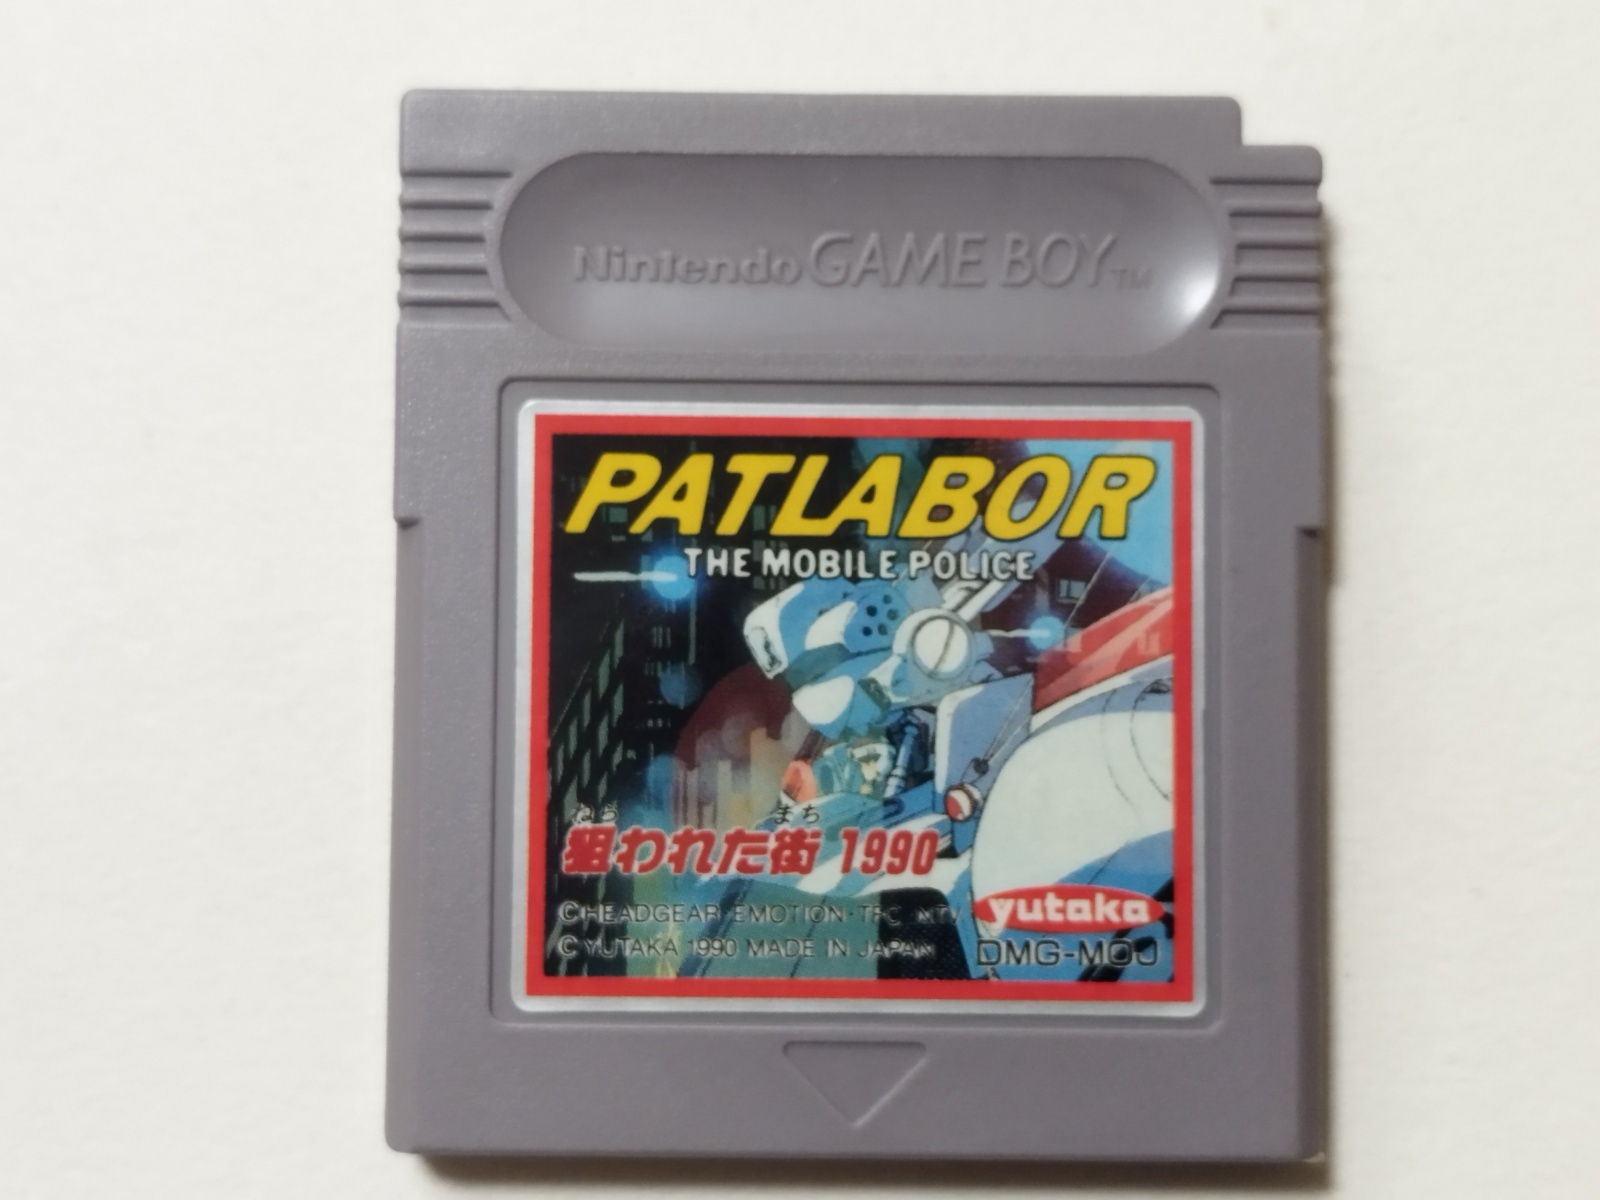 Nintendo GAME BOY™
PATLABOR
THE MOBILE POLICE
ねら まち
狙われた街 1990
©HEADGEAR・EMOTION・TFC・NTV
© YUTAKA 1990 MADE IN JAPAN
yutaka
DMG-MOJ